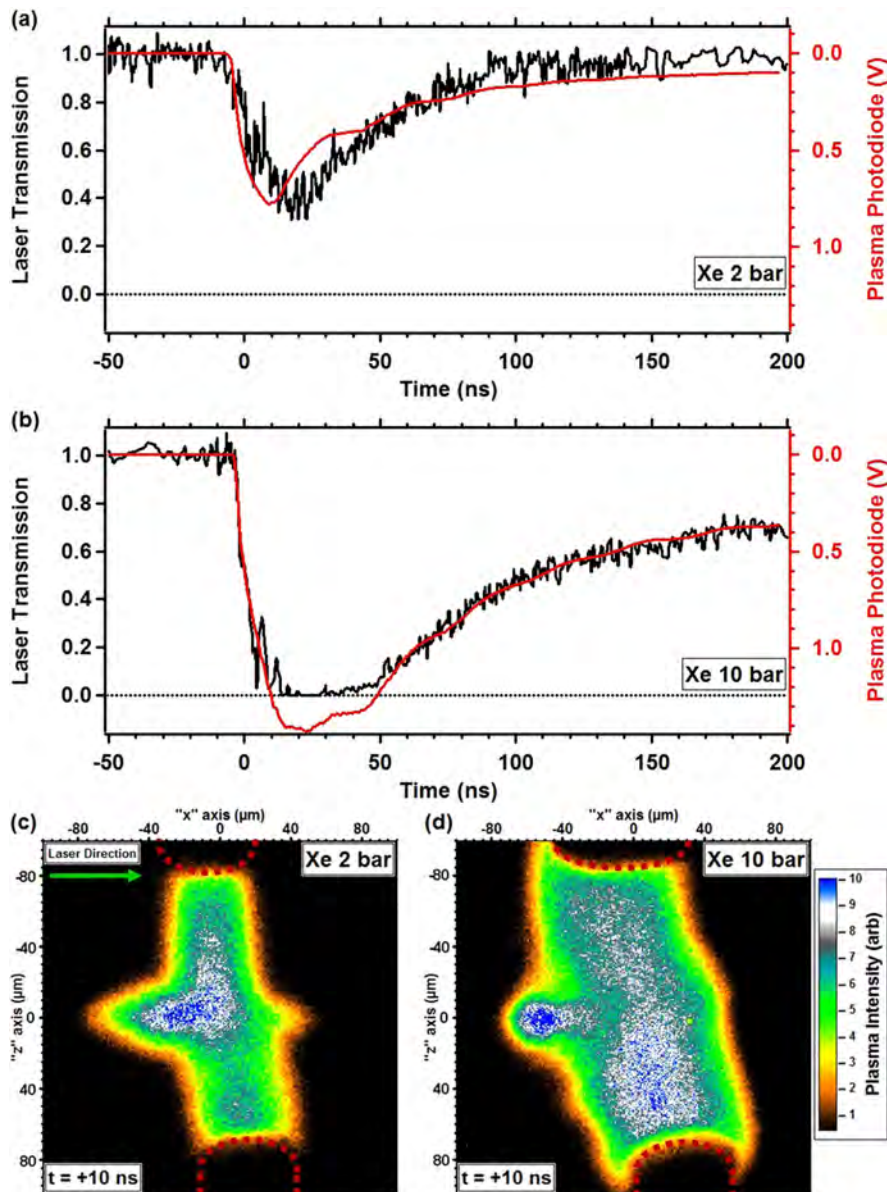 (a)
1.0
0.8
0.6
0.4
0.2
0.0
Laser Transmission
0.0
0.5
1.0
Plasma Photodiode (V)
Xe 2 bar
-50 0 50 100 150 200
Time (ns)
(b)
1.0
0.8
0.6
0.4
0.2
0.0
Laser Transmission
0.0
0.5
1.0
Plasma Photodiode (V)
Xe 10 bar
-50 0 50 100 150 200
Time (ns)
(c)
"x" axis (µm)
-80 -40 0 40 80
Laser Direction
Xe 2 bar
-80
-40
0
40
80
"z" axis (µm)
t = +10 ns
(d)
"x" axis (µm)
-80 -40 0 40 80
Xe 10 bar
-80
-40
0
40
80
"z" axis (µm)
t = +10 ns
10
9
8
7
6
5
4
3
2
1
Plasma Intensity (arb)